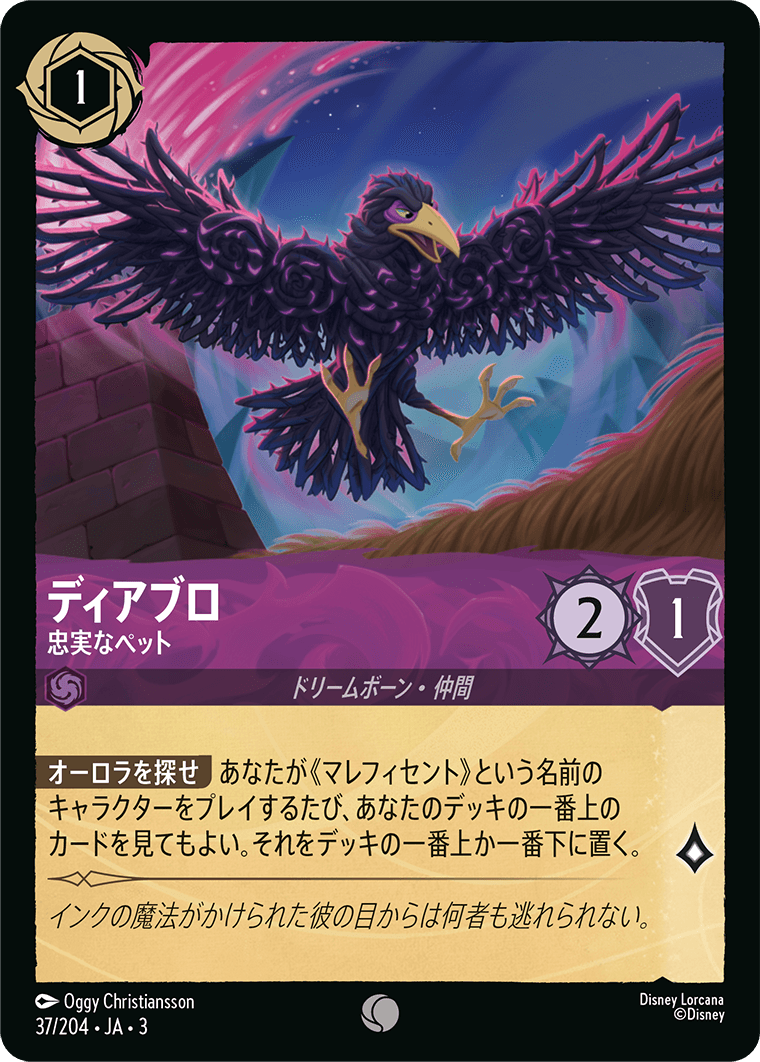 1
ディアブロ
忠実なペット
2
1
ドリームボーン・仲間
オーロラを探せ あなたが《マレフィセント》という名前の
キャラクターをプレイするたび、あなたのデッキの一番上の
カードを見てもよい。それをデッキの一番上か一番下に置く。
インクの魔法がかけられた彼の目からは何者も逃れられない。
Oggy Christiansson
37/204・JA・3
Disney Lorcana
©Disney